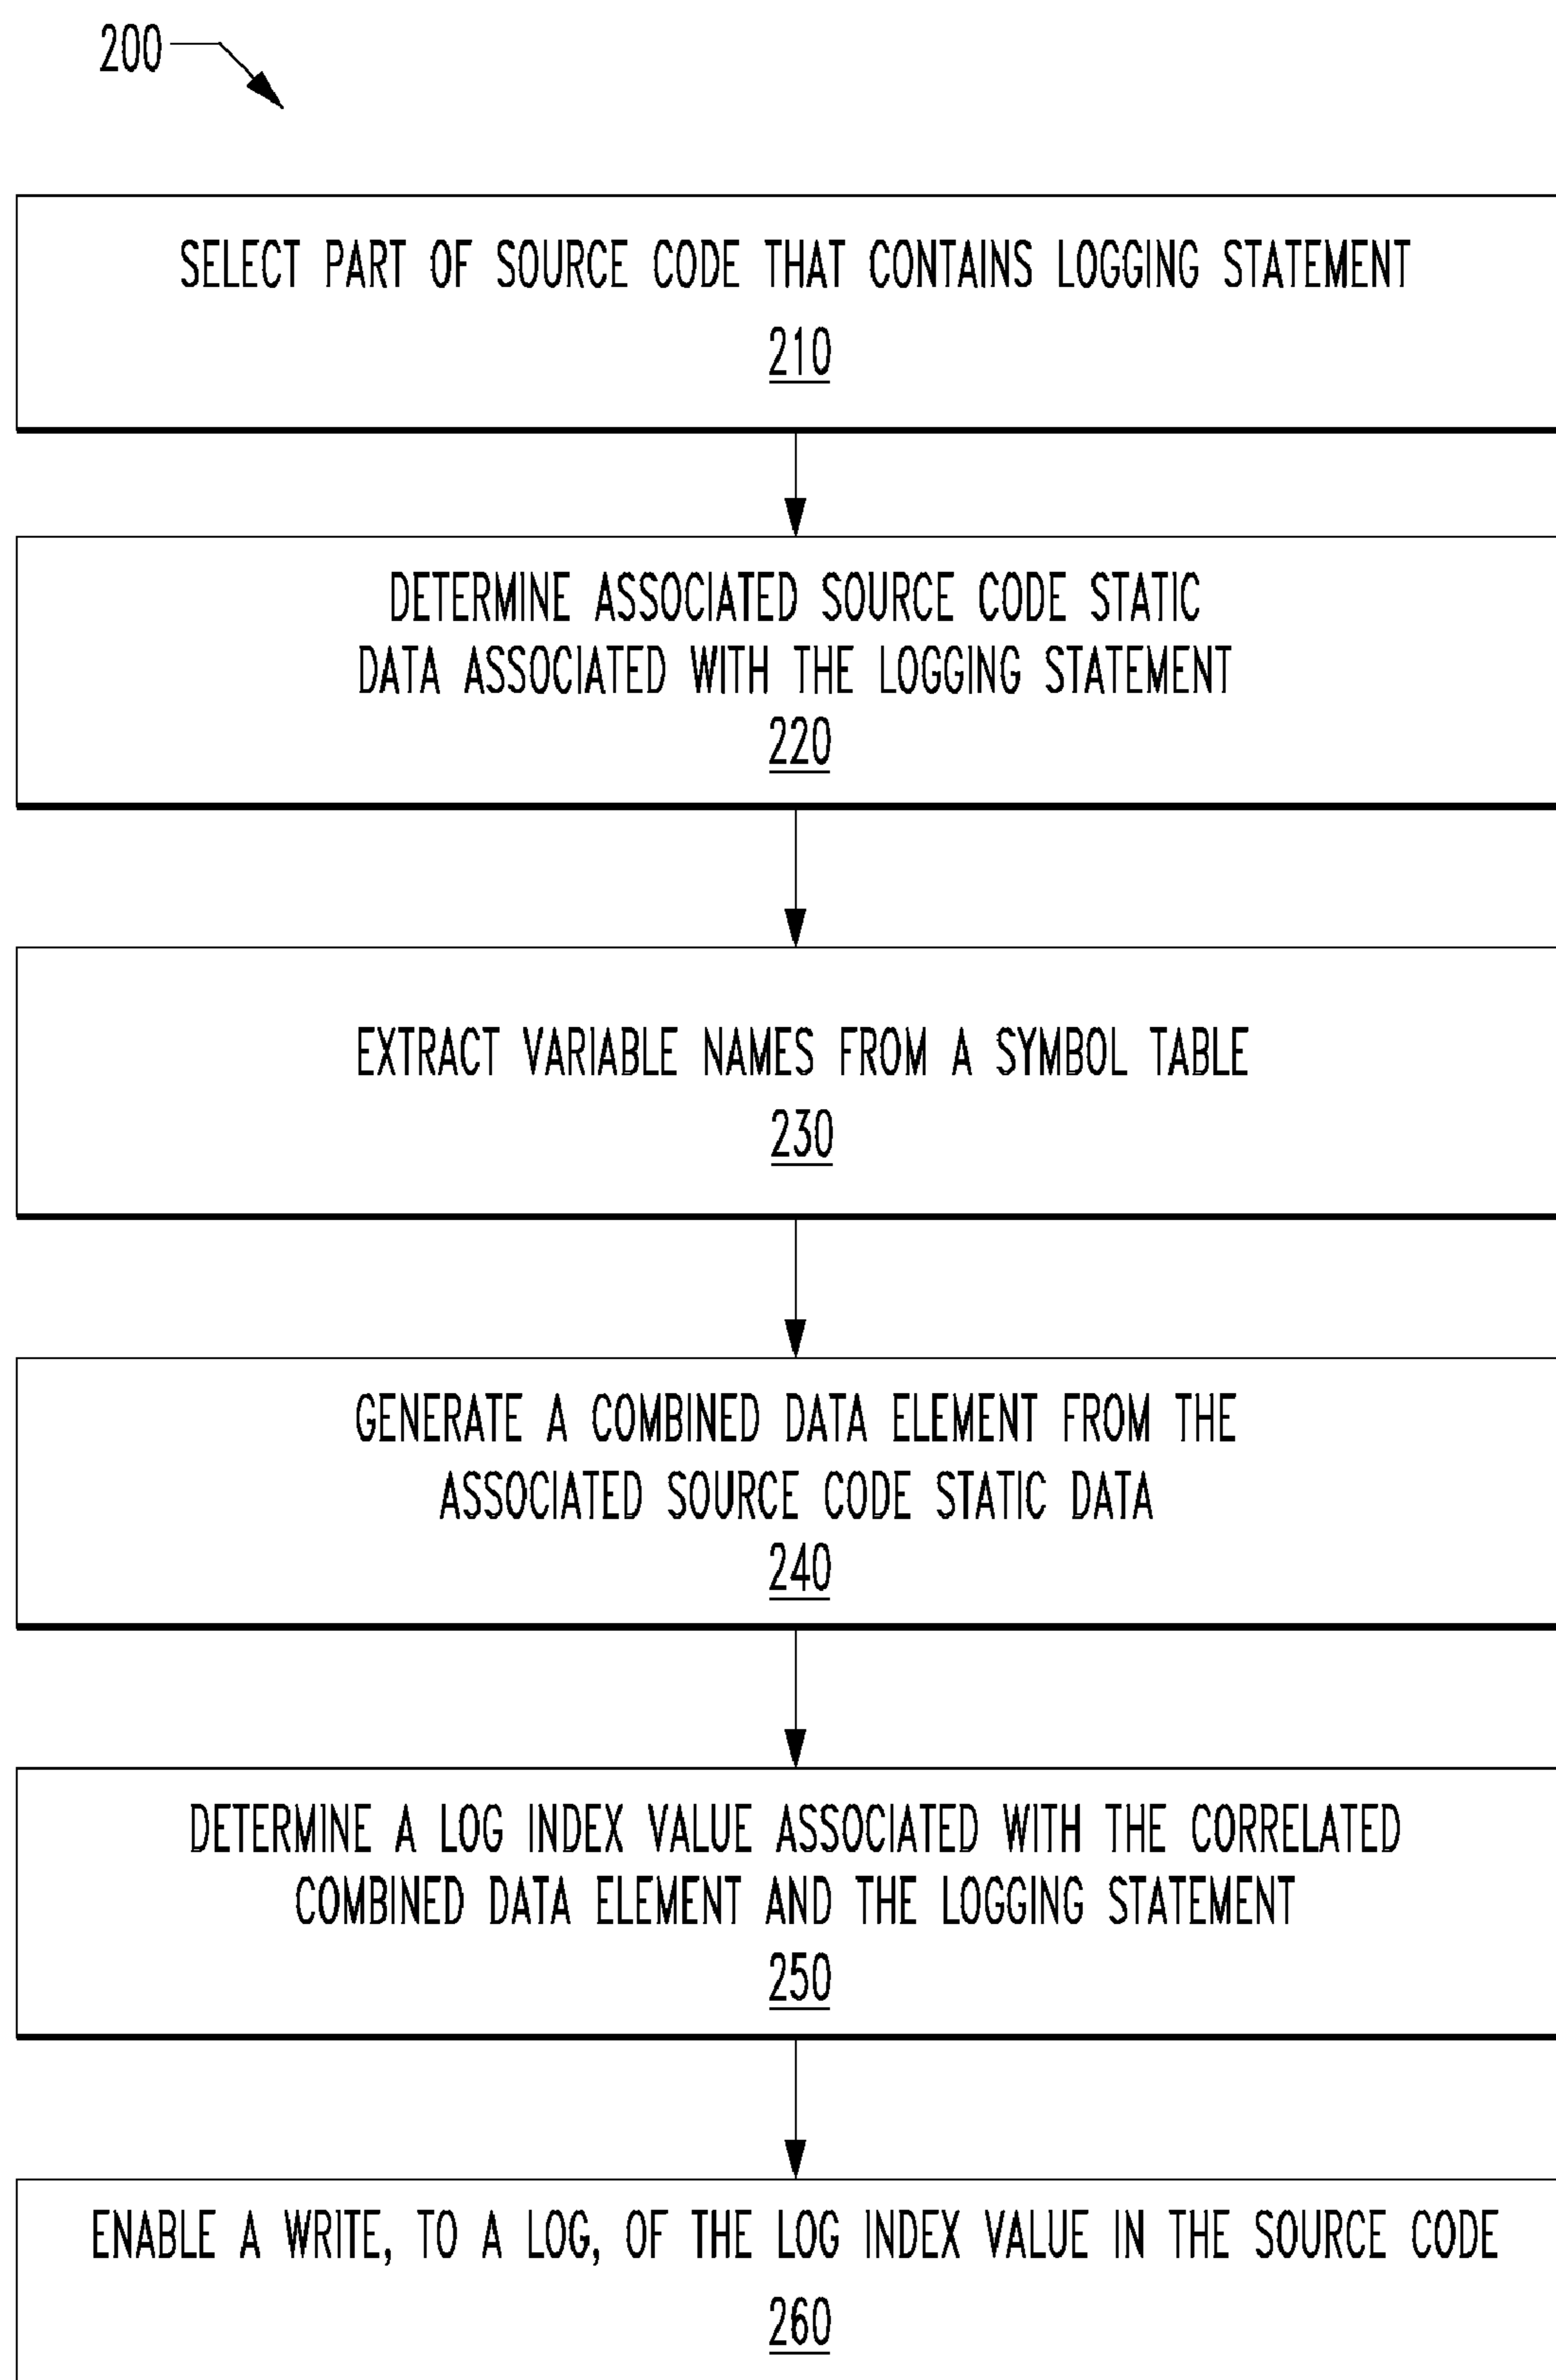 200
SELECT PART OF SOURCE CODE THAT CONTAINS LOGGING STATEMENT
210
DETERMINE ASSOCIATED SOURCE CODE STATIC
DATA ASSOCIATED WITH THE LOGGING STATEMENT
220
EXTRACT VARIABLE NAMES FROM A SYMBOL TABLE
230
GENERATE A COMBINED DATA ELEMENT FROM THE
ASSOCIATED SOURCE CODE STATIC DATA
240
DETERMINE A LOG INDEX VALUE ASSOCIATED WITH THE CORRELATED
COMBINED DATA ELEMENT AND THE LOGGING STATEMENT
250
ENABLE A WRITE, TO A LOG, OF THE LOG INDEX VALUE IN THE SOURCE CODE
260